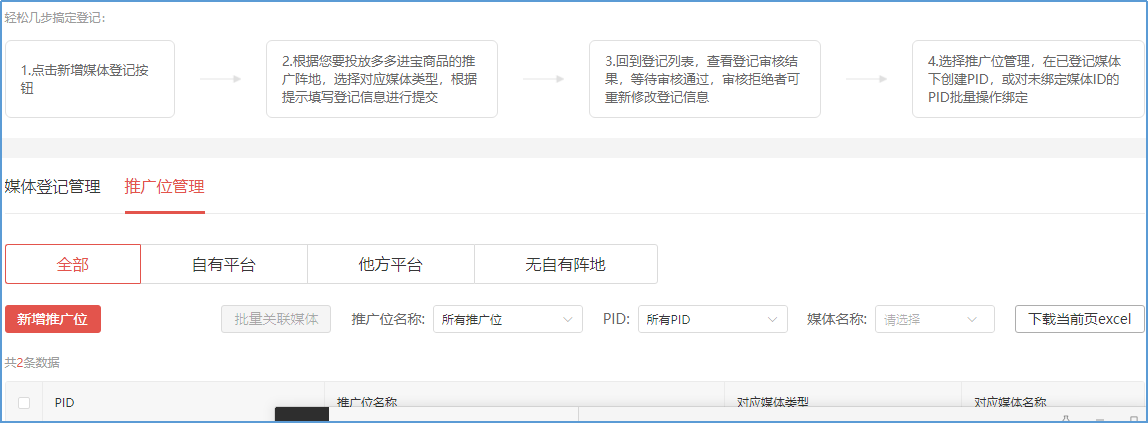 轻松几步搞定登记:
1.点击新增媒体登记按
钮
2.根据您要投放多多进宝商品的推
广阵地，选择对应媒体类型，根据
提示填写登记信息进行提交
3.回到登记列表，查看登记审核结
果，等待审核通过，审核拒绝者可
重新修改登记信息
4.选择推广位管理，在已登记媒体
下创建PID，或对未绑定媒体ID的
PID批量操作绑定
媒体登记管理 推广位管理
全部 自有平台 他方平台 无自有阵地
新增推广位 批量关联媒体 推广位名称: 所有推广位 PID: 所有PID 媒体名称: 请选择 下载当前页excel
共2条数据
PID 推广位名称 对应媒体类型 对应媒体名称